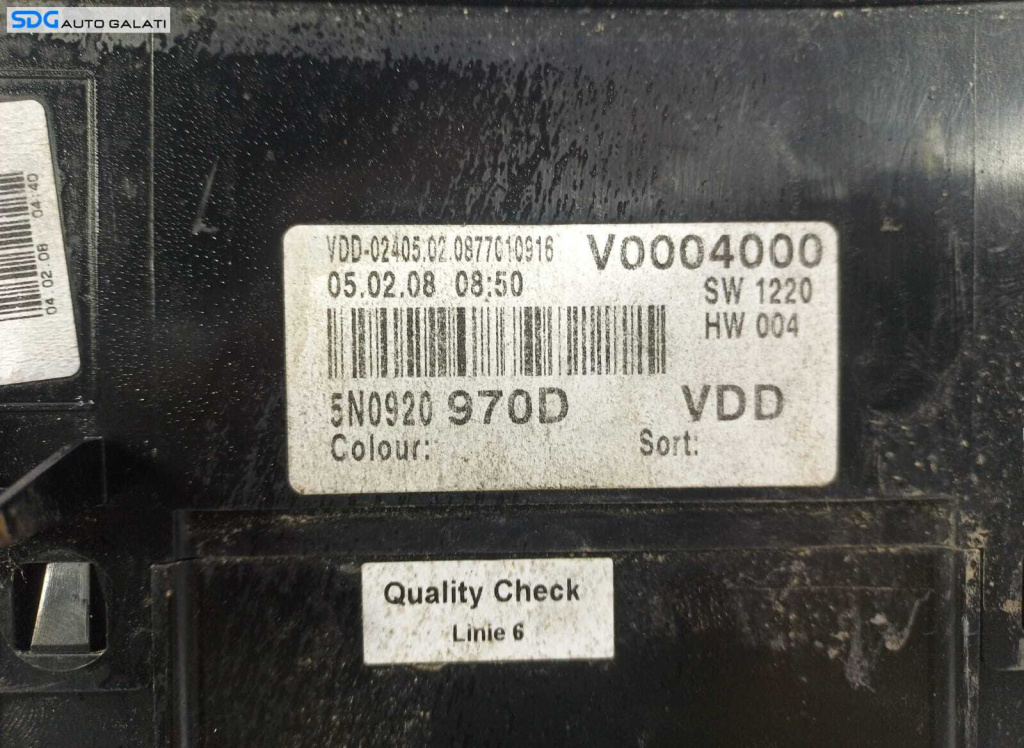 SDG AUTO GALATI
04.02.08 04:40
VDD-02405.02.0877010916
V0004000
05.02.08 08:50
SW 1220
HW 004
5N0920 970D
VDD
Colour:
Sort:
Quality Check
Linie 6